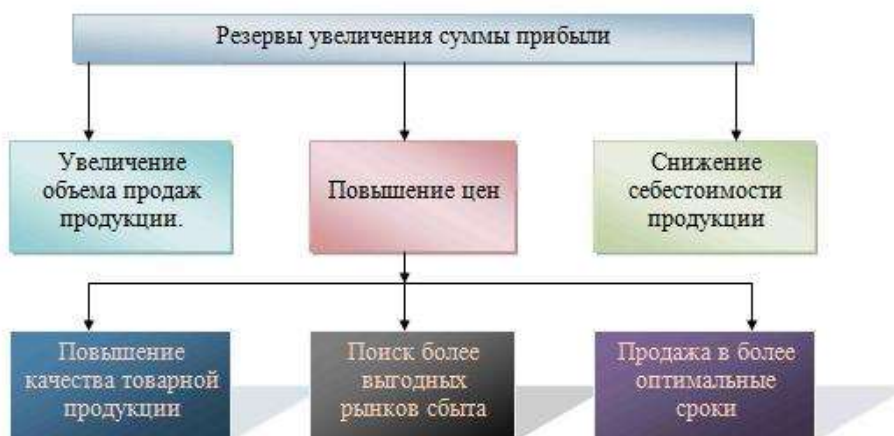 Резервы увеличения суммы прибыли
Увеличение
объема продаж
продукции.
Повышение цен
Снижение
себестоимости
продукции
Повышение
качества товарной
продукции
Поиск более
выгодных
рынков сбыта
Продажа в более
оптимальные
сроки